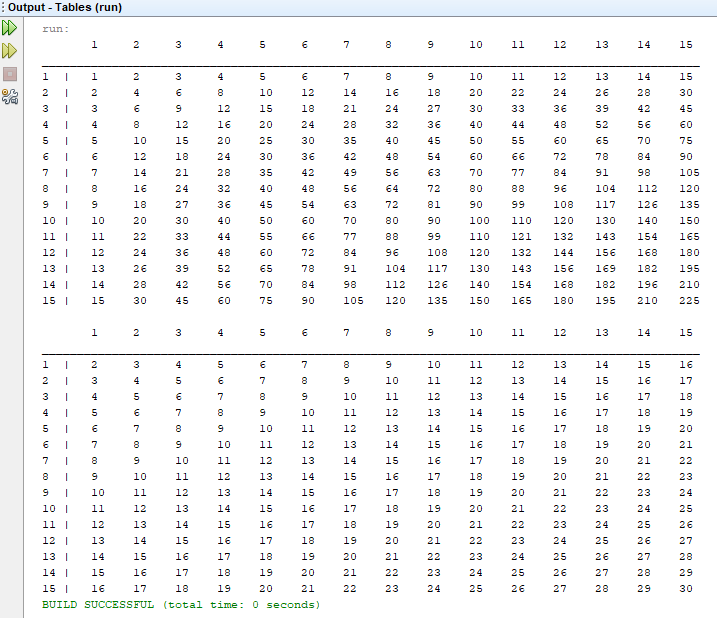 Output - Tables (run)
run:
1 2 3 4 5 6 7 8 9 10 11 12 13 14 15
1 | 1 2 3 4 5 6 7 8 9 10 11 12 13 14 15
2 | 2 4 6 8 10 12 14 16 18 20 22 24 26 28 30
3 | 3 6 9 12 15 18 21 24 27 30 33 36 39 42 45
4 | 4 8 12 16 20 24 28 32 36 40 44 48 52 56 60
5 | 5 10 15 20 25 30 35 40 45 50 55 60 65 70 75
6 | 6 12 18 24 30 36 42 48 54 60 66 72 78 84 90
7 | 7 14 21 28 35 42 49 56 63 70 77 84 91 98 105
8 | 8 16 24 32 40 48 56 64 72 80 88 96 104 112 120
9 | 9 18 27 36 45 54 63 72 81 90 99 108 117 126 135
10 | 10 20 30 40 50 60 70 80 90 100 110 120 130 140 150
11 | 11 22 33 44 55 66 77 88 99 110 121 132 143 154 165
12 | 12 24 36 48 60 72 84 96 108 120 132 144 156 168 180
13 | 13 26 39 52 65 78 91 104 117 130 143 156 169 182 195
14 | 14 28 42 56 70 84 98 112 126 140 154 168 182 196 210
15 | 15 30 45 60 75 90 105 120 135 150 165 180 195 210 225
1 2 3 4 5 6 7 8 9 10 11 12 13 14 15
1 | 2 3 4 5 6 7 8 9 10 11 12 13 14 15 16
2 | 3 4 5 6 7 8 9 10 11 12 13 14 15 16 17
3 | 4 5 6 7 8 9 10 11 12 13 14 15 16 17 18
4 | 5 6 7 8 9 10 11 12 13 14 15 16 17 18 19
5 | 6 7 8 9 10 11 12 13 14 15 16 17 18 19 20
6 | 7 8 9 10 11 12 13 14 15 16 17 18 19 20 21
7 | 8 9 10 11 12 13 14 15 16 17 18 19 20 21 22
8 | 9 10 11 12 13 14 15 16 17 18 19 20 21 22 23
9 | 10 11 12 13 14 15 16 17 18 19 20 21 22 23 24
10 | 11 12 13 14 15 16 17 18 19 20 21 22 23 24 25
11 | 12 13 14 15 16 17 18 19 20 21 22 23 24 25 26
12 | 13 14 15 16 17 18 19 20 21 22 23 24 25 26 27
13 | 14 15 16 17 18 19 20 21 22 23 24 25 26 27 28
14 | 15 16 17 18 19 20 21 22 23 24 25 26 27 28 29
15 | 16 17 18 19 20 21 22 23 24 25 26 27 28 29 30
BUILD SUCCESSFUL (total time: 0 seconds)